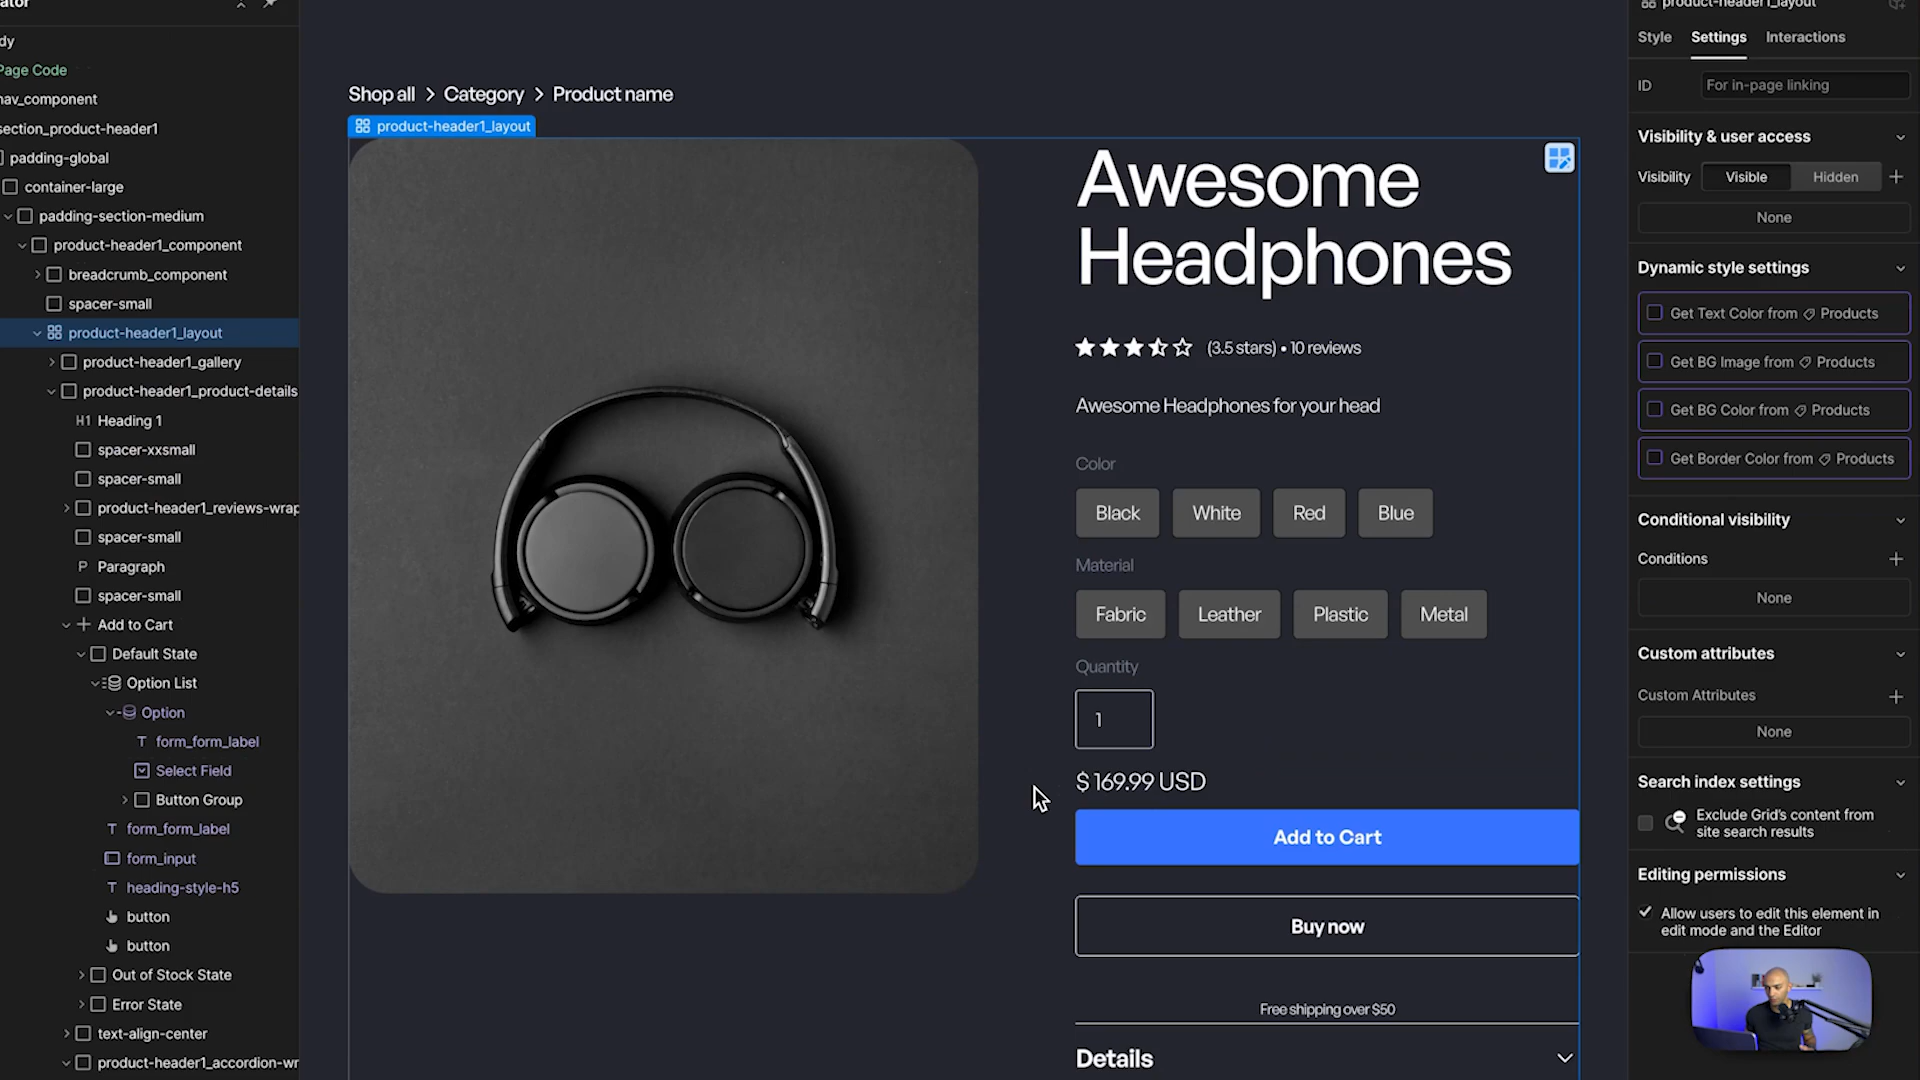 ator
dy
Page Code
nav_component
section_product-header1
padding-global
container-large
padding-section-medium
product-header1_component
breadcrumb_component
spacer-small
product-header1_layout
product-header1_gallery
product-header1_product-details
H1 Heading 1
spacer-xxsmall
spacer-small
product-header1_reviews-wrap
spacer-small
P Paragraph
spacer-small
Add to Cart
Default State
Option List
Option
T form_form_label
Select Field
Button Group
T form_form_label
form_input
T heading-style-h5
button
button
Out of Stock State
Error State
text-align-center
product-header1_accordion-wr
Shop all > Category > Product name
product-header1_layout
Awesome
Headphones
(3.5 stars) • 10 reviews
Awesome Headphones for your head
Color
Black White Red Blue
Material
Fabric Leather Plastic Metal
Quantity
1
$ 169.99 USD
Add to Cart
Buy now
Free shipping over $50
Details
product-header1_layout
Style Settings Interactions
ID For in-page linking
Visibility & user access
Visibility Visible Hidden
None
Dynamic style settings
Get Text Color from Products
Get BG Image from Products
Get BG Color from Products
Get Border Color from Products
Conditional visibility
Conditions
None
Custom attributes
Custom Attributes
None
Search index settings
Exclude Grid's content from
site search results
Editing permissions
Allow users to edit this element in
edit mode and the Editor